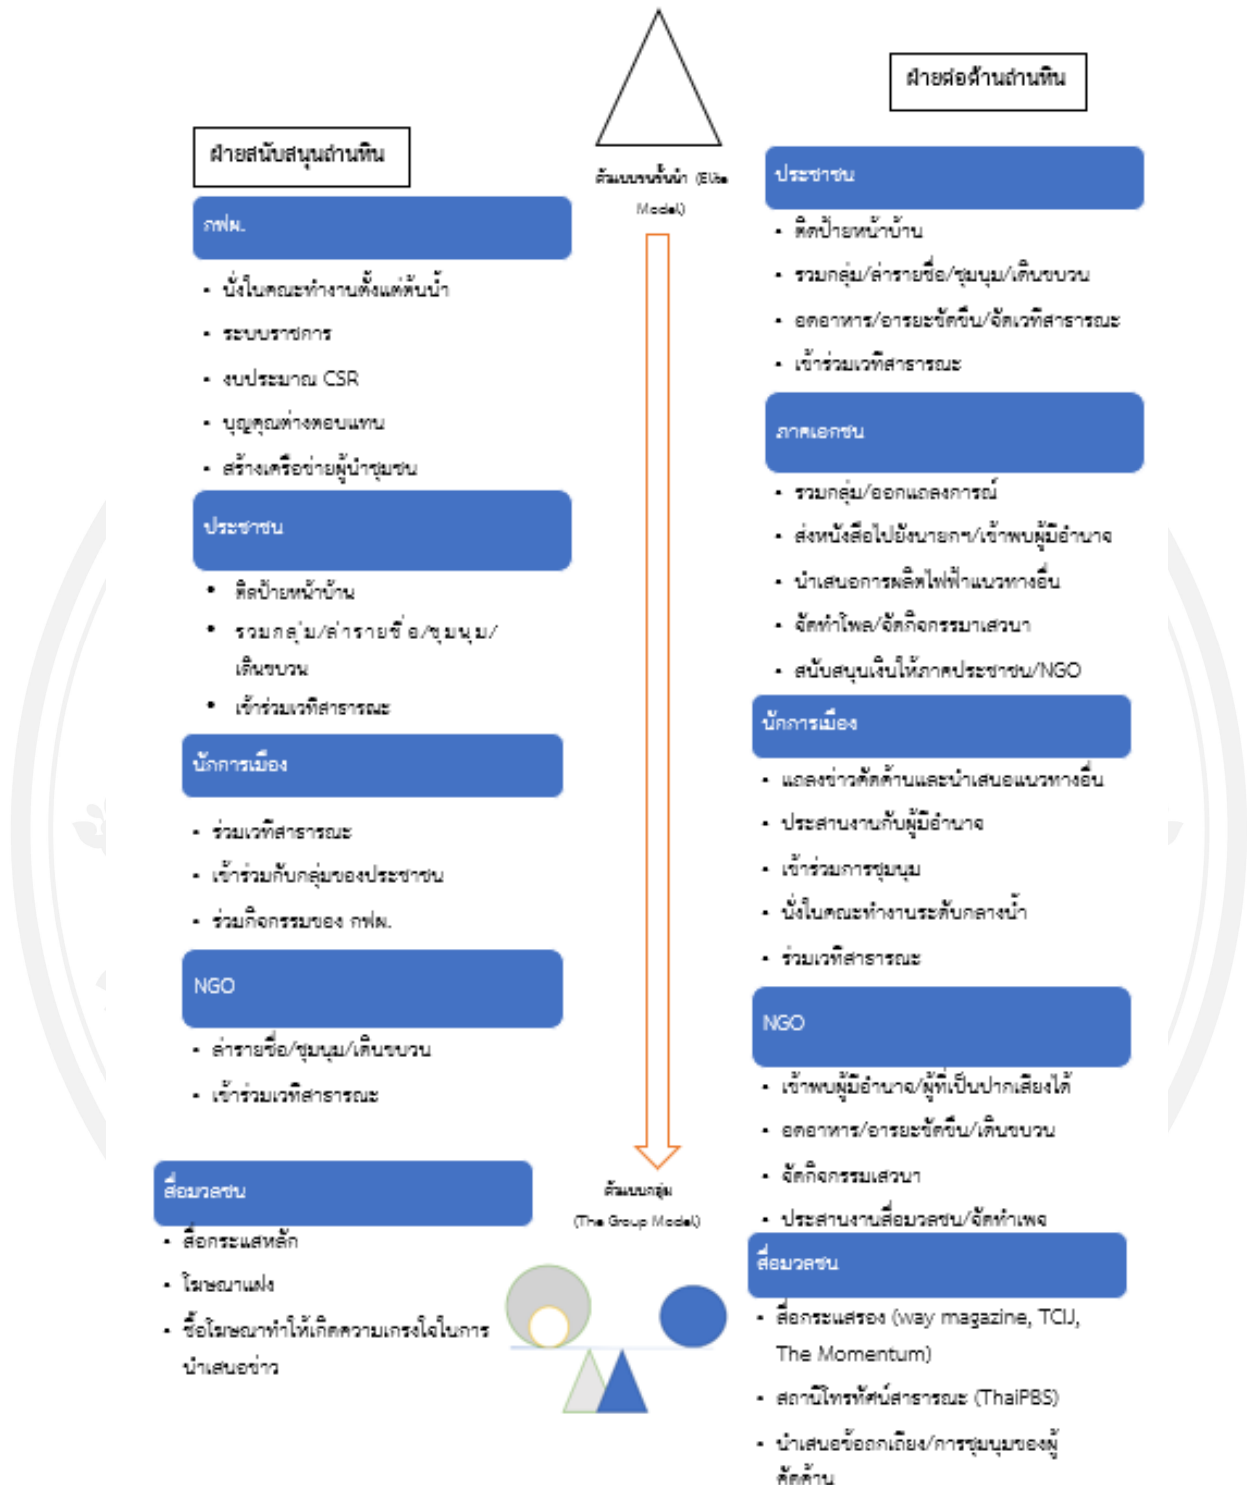 ฝ่ายสนับสนุนถ่านหิน
กฟผ.
• นั่งในคณะทำงานตั้งแต่ต้นน้ำ
• ระบบราชการ
• งบประมาณ CSR
• บุญคุณต่างตอบแทน
• สร้างเครือข่ายผู้นำชุมชน
ประชาชน
• ติดป้ายหน้าบ้าน
• รวมกลุ่ม/ล่ารายชื่อ/ชุมนุม/
เดินขบวน
• เข้าร่วมเวทีสาธารณะ
นักการเมือง
• ร่วมเวทีสาธารณะ
• เข้าร่วมกับกลุ่มของประชาชน
• ร่วมกิจกรรมของ กฟผ.
NGO
• ล่ารายชื่อ/ชุมนุม/เดินขบวน
• เข้าร่วมเวทีสาธารณะ
สื่อมวลชน
• สื่อกระแสหลัก
• โฆษณาแฝง
• ซื้อโฆษณาทำให้เกิดความเกรงใจในการ
นำเสนอข่าว
ตัวแบบชนชั้นนำ (Elite
Model)
ตัวแบบกลุ่ม
(The Group Model)
ฝ่ายต่อต้านถ่านหิน
ประชาชน
• ติดป้ายหน้าบ้าน
• รวมกลุ่ม/ล่ารายชื่อ/ชุมนุม/เดินขบวน
• อดอาหาร/อารยะขัดขืน/จัดเวทีสาธารณะ
• เข้าร่วมเวทีสาธารณะ
ภาคเอกชน
• รวมกลุ่ม/ออกแถลงการณ์
• ส่งหนังสือไปยังนายกฯ/เข้าพบผู้มีอำนาจ
• นำเสนอการผลิตไฟฟ้าแนวทางอื่น
• จัดทำโพล/จัดกิจกรรมาเสวนา
• สนับสนุนเงินให้ภาคประชาชน/NGO
นักการเมือง
• แถลงข่าวคัดค้านและนำเสนอแนวทางอื่น
• ประสานงานกับผู้มีอำนาจ
• เข้าร่วมการชุมนุม
• นั่งในคณะทำงานระดับกลางน้ำ
• ร่วมเวทีสาธารณะ
NGO
• เข้าพบผู้มีอำนาจ/ผู้ที่เป็นปากเสียงได้
• อดอาหาร/อารยะขัดขืน/เดินขบวน
• จัดกิจกรรมเสวนา
• ประสานงานสื่อมวลชน/จัดทำเพจ
สื่อมวลชน
• สื่อกระแสรอง (way magazine, TCIJ,
The Momentum)
• สถานีโทรทัศน์สาธารณะ (ThaiPBS)
• นำเสนอข้อถกเถียง/การชุมนุมของผู้
คัดค้าน